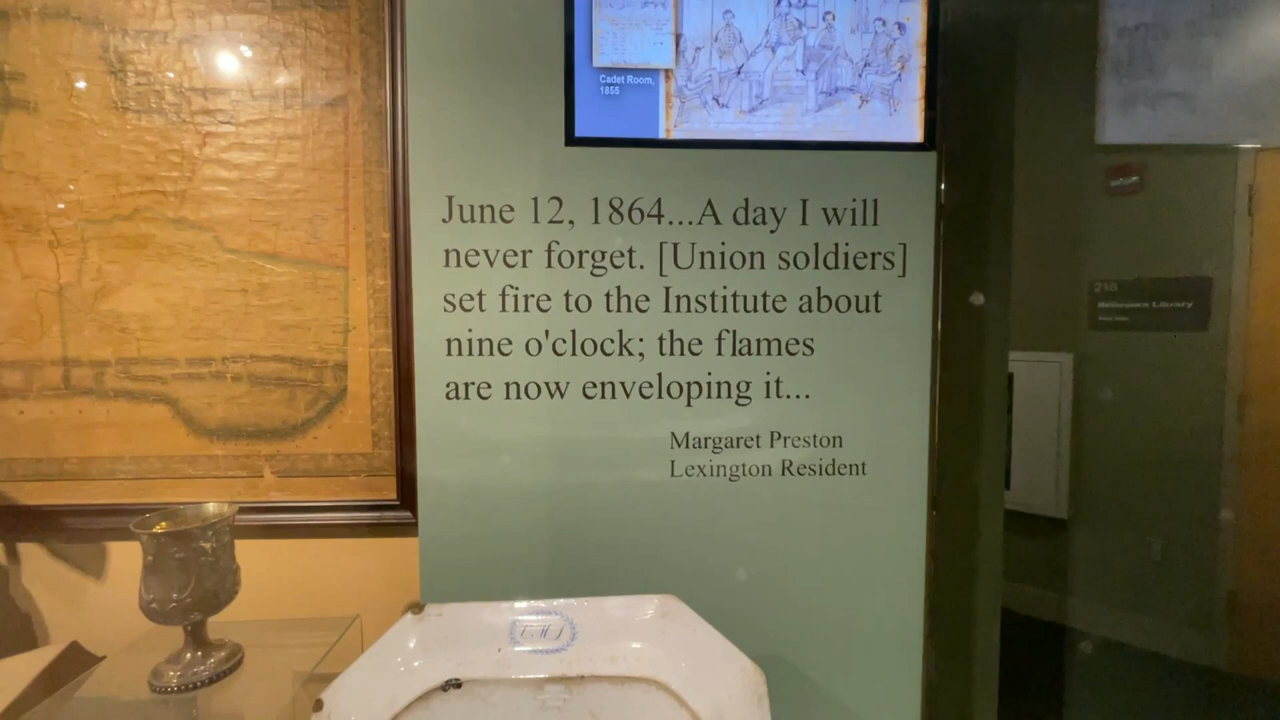 Cadet Room,
1855
June 12, 1864...A day I will
never forget. [Union soldiers]
set fire to the Institute about
nine o'clock; the flames
are now enveloping it...
Margaret Preston
Lexington Resident
215
Library